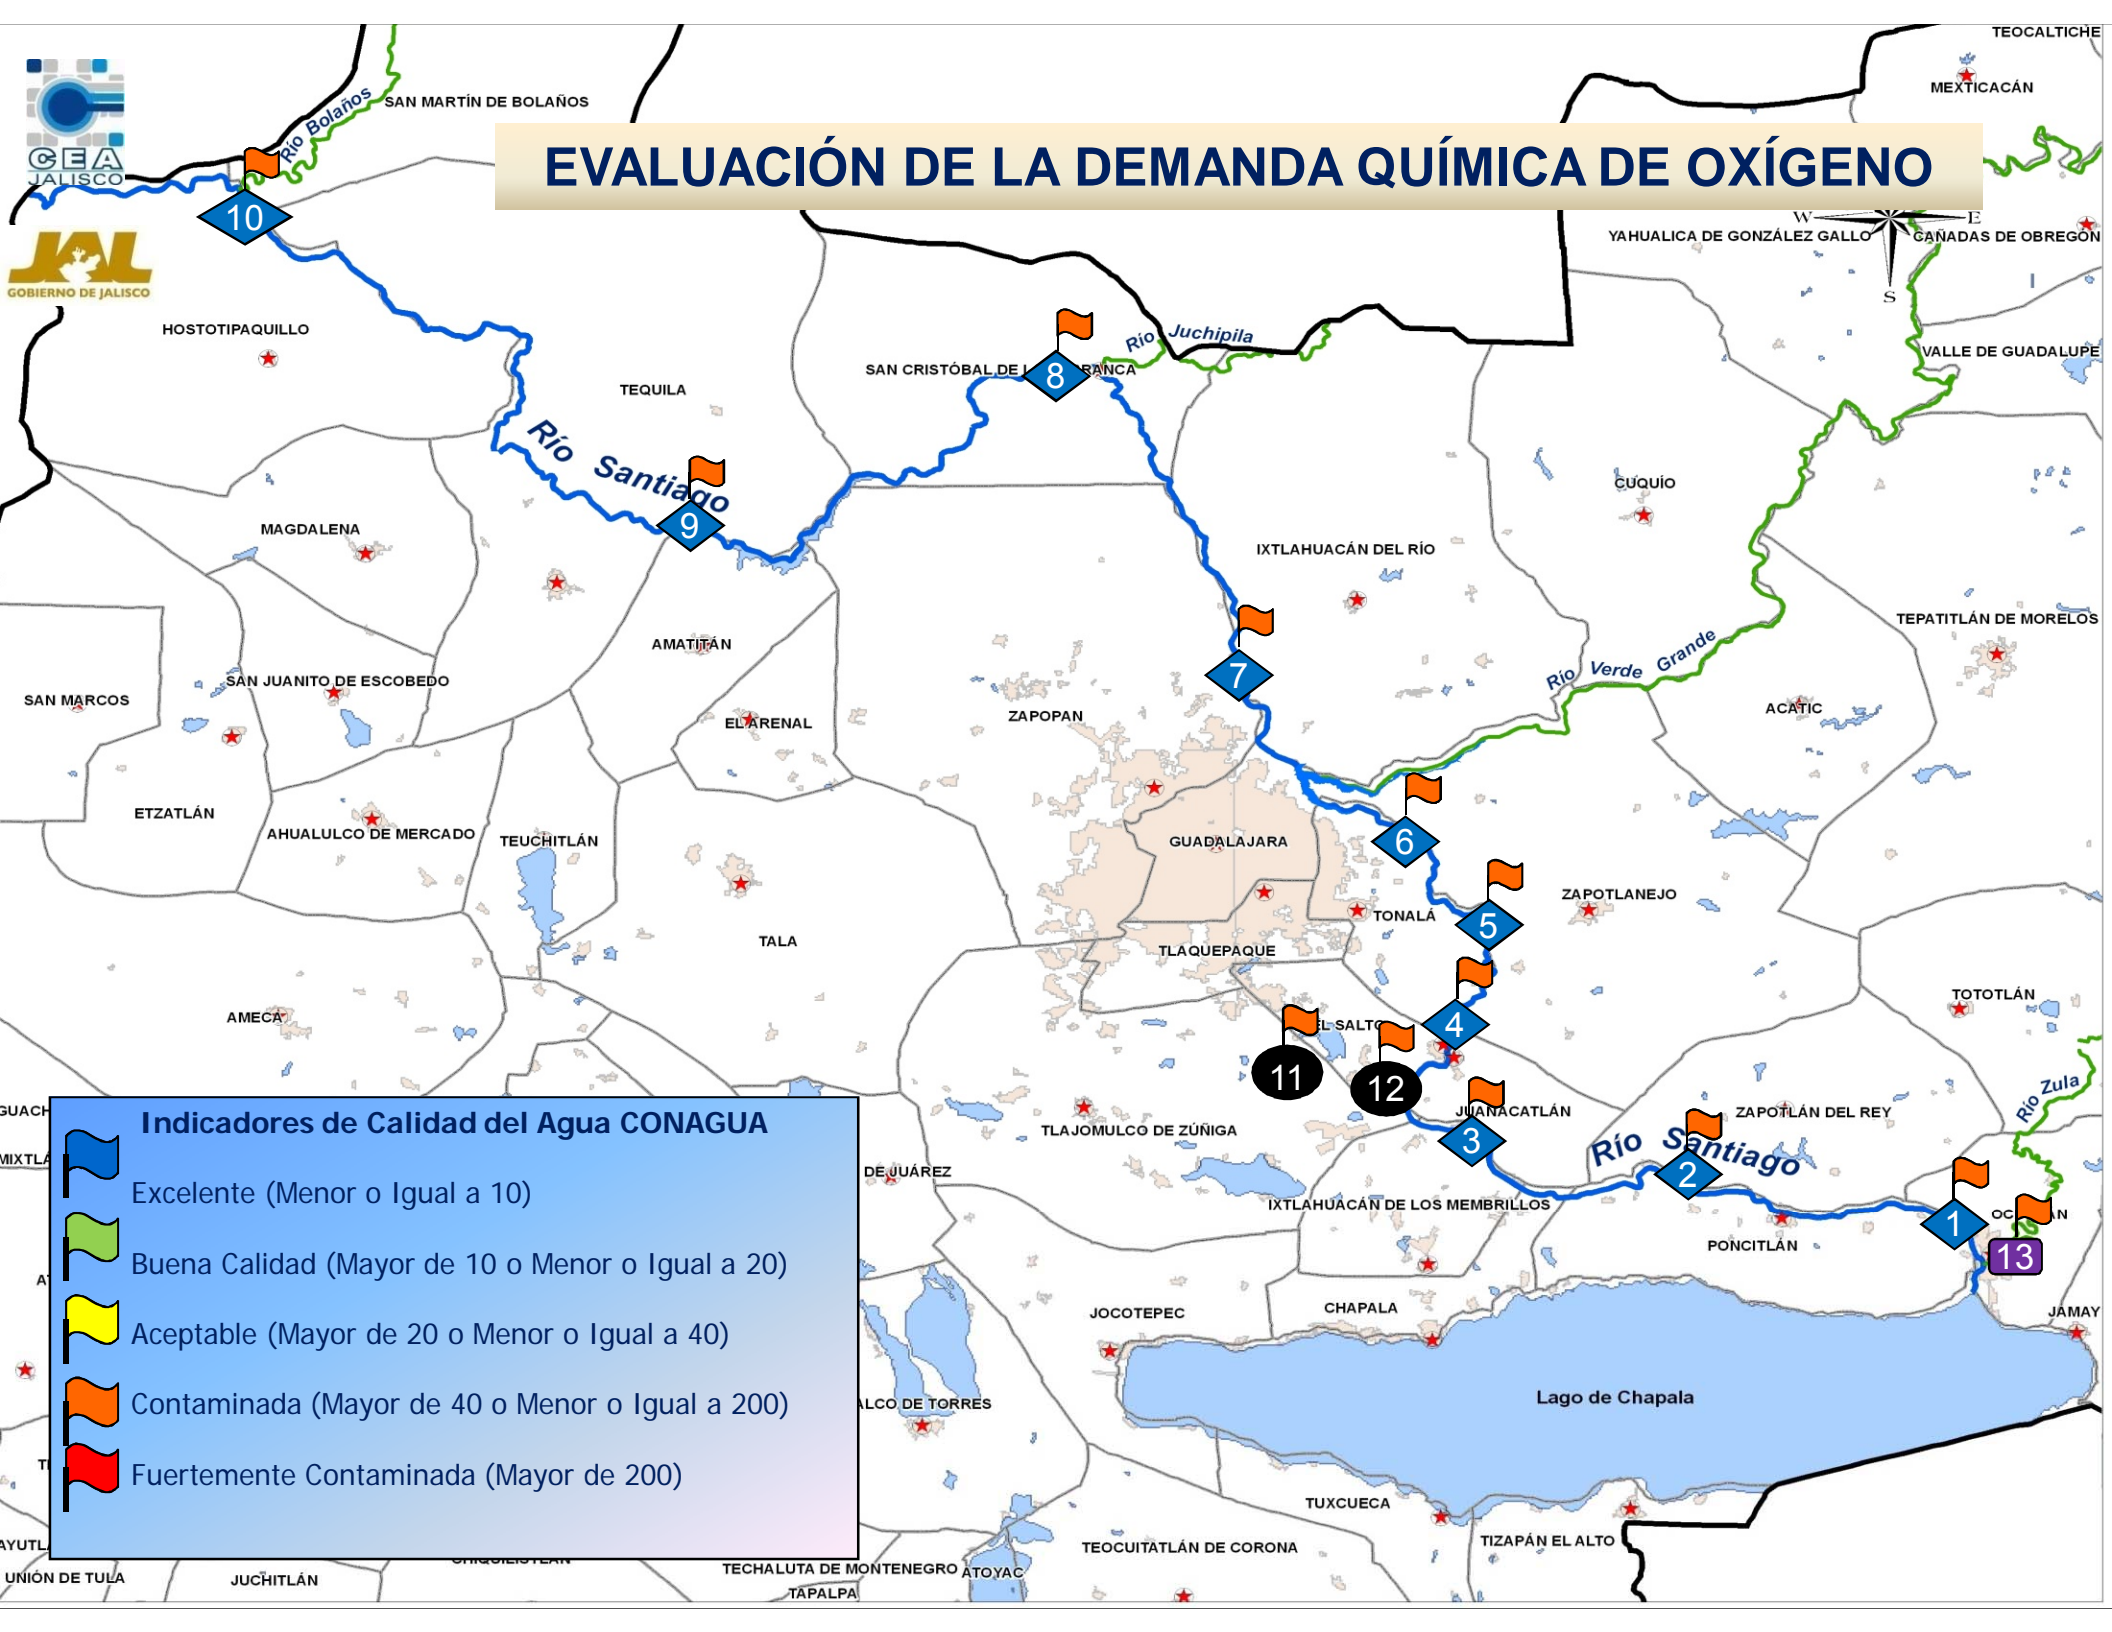 TEOCALTICHE
MEXTICACÁN
SAN MARTÍN DE BOLAÑOS
Río Bolaños
CEA
JALISCO
EVALUACIÓN DE LA DEMANDA QUÍMICA DE OXÍGENO
10
W
E
S
YAHUALICA DE GONZÁLEZ GALLO
CAÑADAS DE OBREGÓN
JAL
GOBIERNO DE JALISCO
HOSTOTIPAQUILLO
Río Juchipila
VALLE DE GUADALUPE
SAN CRISTÓBAL DE
8
TEQUILA
Río Santiago
9
CUQUÍO
MAGDALENA
IXTLAHUACÁN DEL RÍO
TEPATITLÁN DE MORELOS
AMATITÁN
Río Verde Grande
7
SAN JUANITO DE ESCOBEDO
SAN MARCOS
ZAPOPAN
ACATIC
EL ARENAL
ETZATLÁN
AHUALULCO DE MERCADO
TEUCHITLÁN
GUADALAJARA
6
ZAPOTLANEJO
TONALÁ
5
TALA
TLAQUEPAQUE
TOTOTLÁN
AMECA
EL SALTO
4
11
12
Río Zula
JUANACATLÁN
ZAPOTLÁN DEL REY
TLAJOMULCO DE ZÚÑIGA
3
Río Santiago
2
DE JUÁREZ
IXTLAHUACÁN DE LOS MEMBRILLOS
1
13
PONCITLÁN
JOCOTEPEC
CHAPALA
JAMAY
Lago de Chapala
Indicadores de Calidad del Agua CONAGUA
Excelente (Menor o Igual a 10)
Buena Calidad (Mayor de 10 o Menor o Igual a 20)
Aceptable (Mayor de 20 o Menor o Igual a 40)
Contaminada (Mayor de 40 o Menor o Igual a 200)
Fuertemente Contaminada (Mayor de 200)
ALCO DE TORRES
TUXCUECA
TIZAPÁN EL ALTO
TEOCUITATLÁN DE CORONA
TECHALUTA DE MONTENEGRO
ATOYAC
UNIÓN DE TULA
JUCHITLÁN
TAPALPA